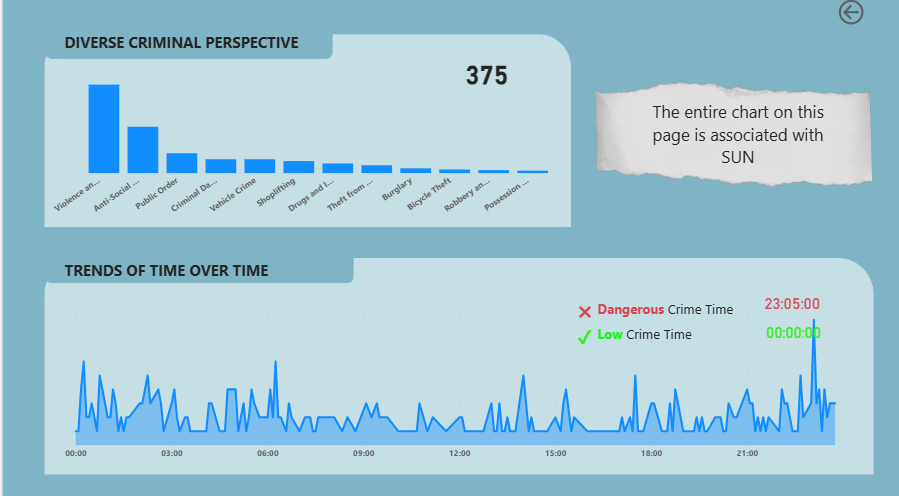 DIVERSE CRIMINAL PERSPECTIVE
375
Violence an...
Anti-Social ...
Public Order
Criminal Da...
Vehicle Crime
Shoplifting
Drugs and I...
Theft from ...
Burglary
Bicycle Theft
Robbery an...
Possession ...
The entire chart on this
page is associated with
SUN
TRENDS OF TIME OVER TIME
Dangerous Crime Time 23:05:00
Low Crime Time 00:00:00
00:00 03:00 06:00 09:00 12:00 15:00 18:00 21:00